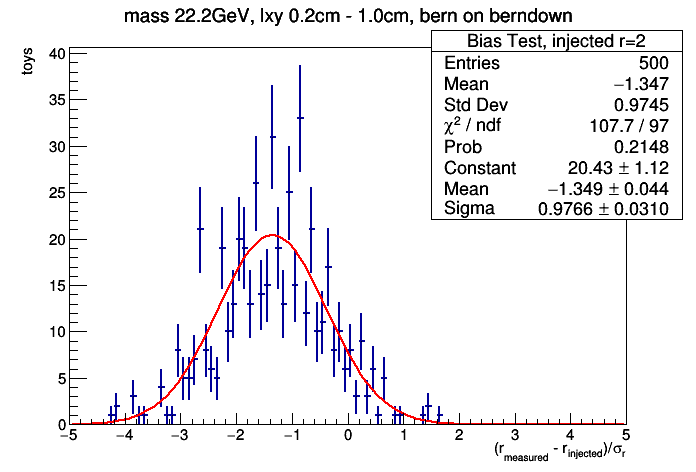 mass 22.2GeV, lxy 0.2cm - 1.0cm, bern on berndown
Bias Test, injected r=2
Entries 500
Mean −1.347
Std Dev 0.9745
χ² / ndf 107.7 / 97
Prob 0.2148
Constant 20.43 ± 1.12
Mean −1.349 ± 0.044
Sigma 0.9766 ± 0.0310
toys
40
35
30
25
20
15
10
5
0
−5 −4 −3 −2 −1 0 1 2 3 4 5
(r_measured - r_injected)/σ_r